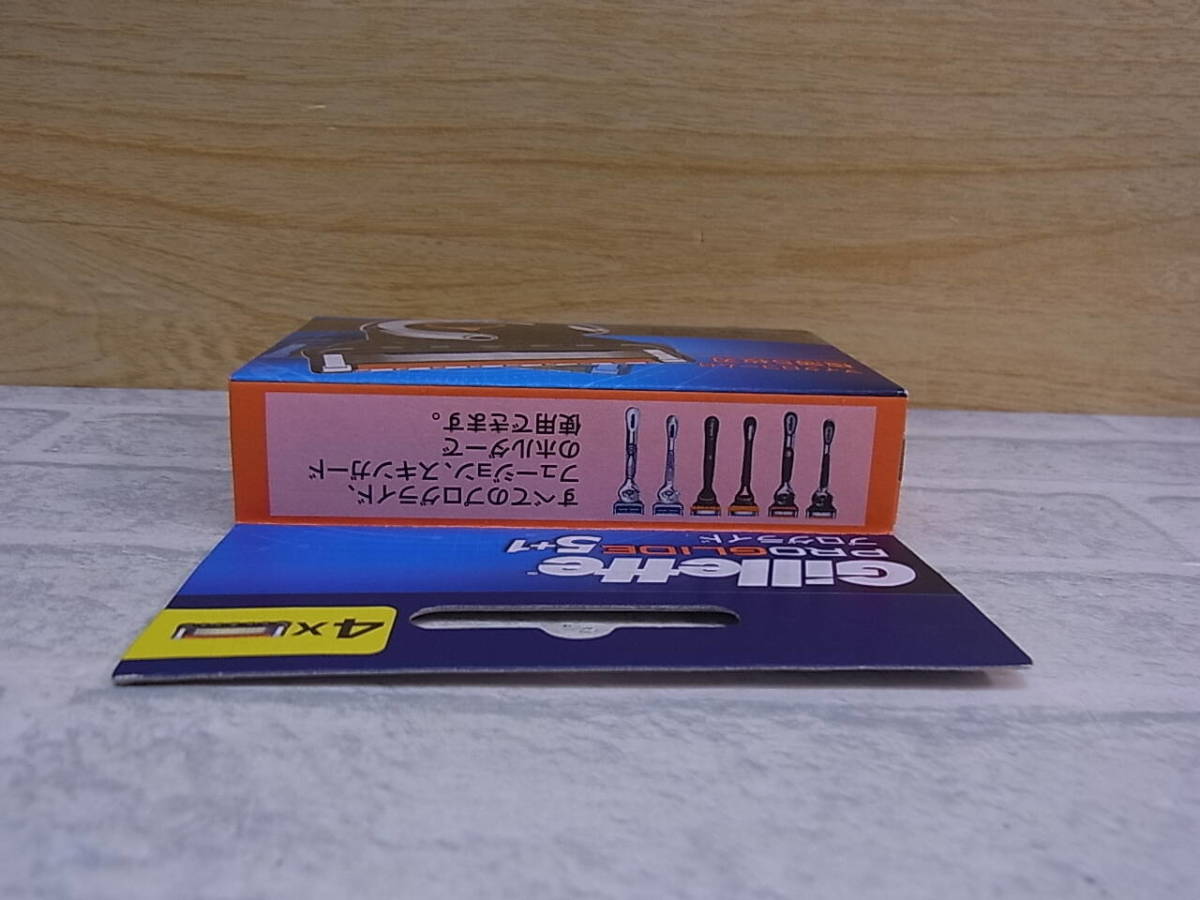 4 x
Gillette
PROGLIDE 5+1
プログライド
すべてのプログライド、
フュージョン、スキンガード
のホルダーで
使用できます。